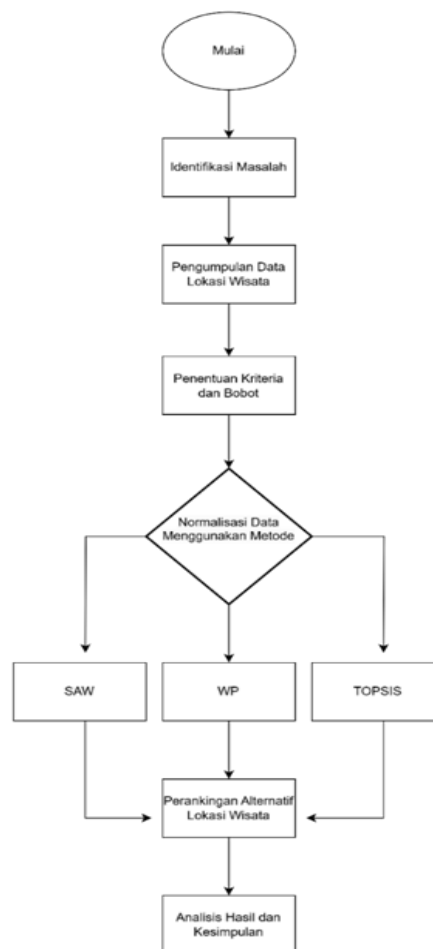 Mulai
Identifikasi Masalah
Pengumpulan Data
Lokasi Wisata
Penentuan Kriteria
dan Bobot
Normalisasi Data
Menggunakan Metode
SAW
WP
TOPSIS
Perankingan Alternatif
Lokasi Wisata
Analisis Hasil dan
Kesimpulan